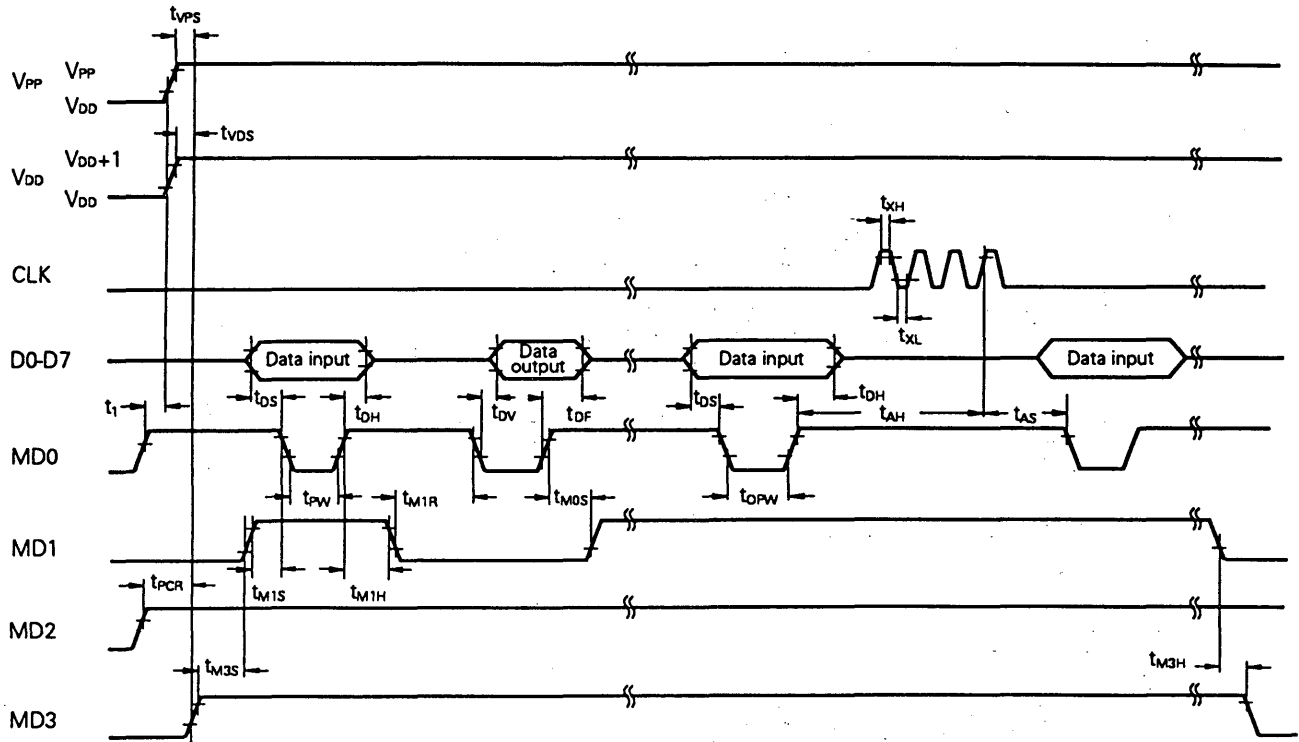 tVPS
VPP VPP
VDD
tVDS
VDD+1
VDD
VDD
tXH
CLK
tXL
D0-D7 Data input Data output Data input Data input
t1 tDS tDH tDV tDF tDS tDH tAH tAS
MD0
tPW tM1R tM0S tOPW
MD1
tPCR tM1S tM1H
MD2
tM3S tM3H
MD3